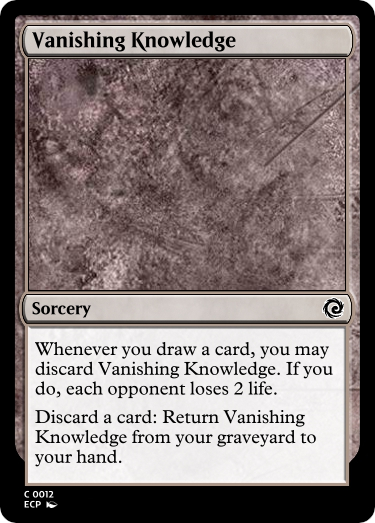 Vanishing Knowledge
Sorcery
Whenever you draw a card, you may
discard Vanishing Knowledge. If you
do, each opponent loses 2 life.
Discard a card: Return Vanishing
Knowledge from your graveyard to
your hand.
C 0012
ECP